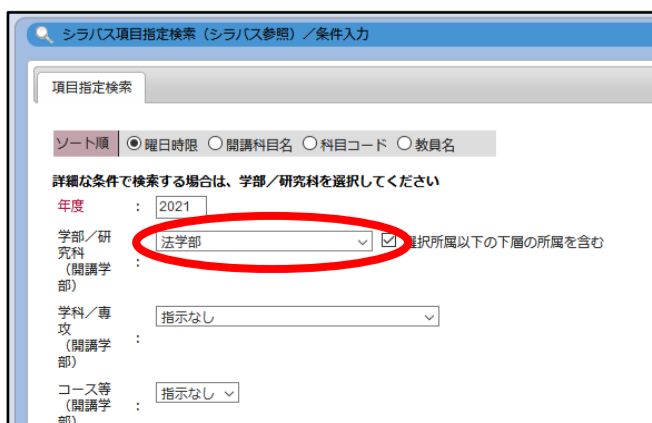 シラバス項目指定検索（シラバス参照）／条件入力
項目指定検索
ソート順 曜日時限 開講科目名 科目コード 教員名
詳細な条件で検索する場合は、学部／研究科を選択してください
年度 : 2021
学部／研
究科
（開講学
部）
: 法学部 選択所属以下の下層の所属を含む
学科／専
攻
（開講学
部）
: 指示なし
コース等
（開講学
部）
: 指示なし